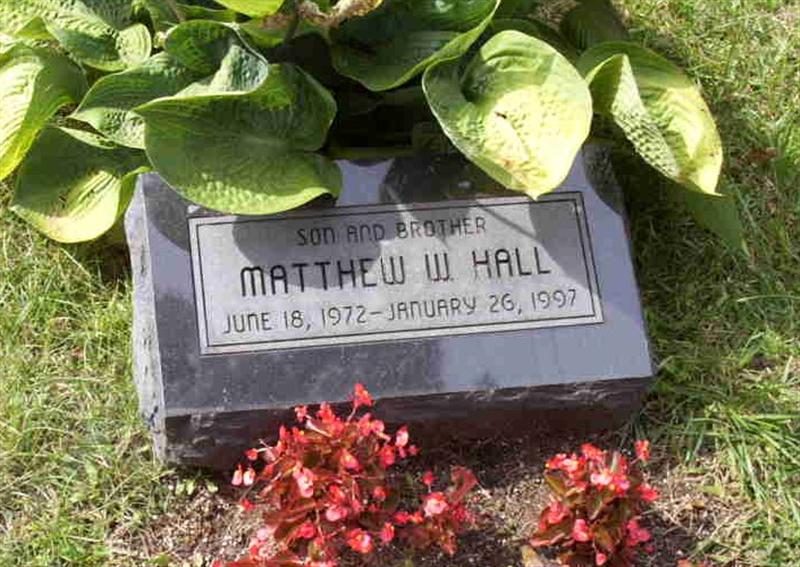 SON AND BROTHER
MATTHEW W. HALL
JUNE 18, 1972 - JANUARY 26, 1997